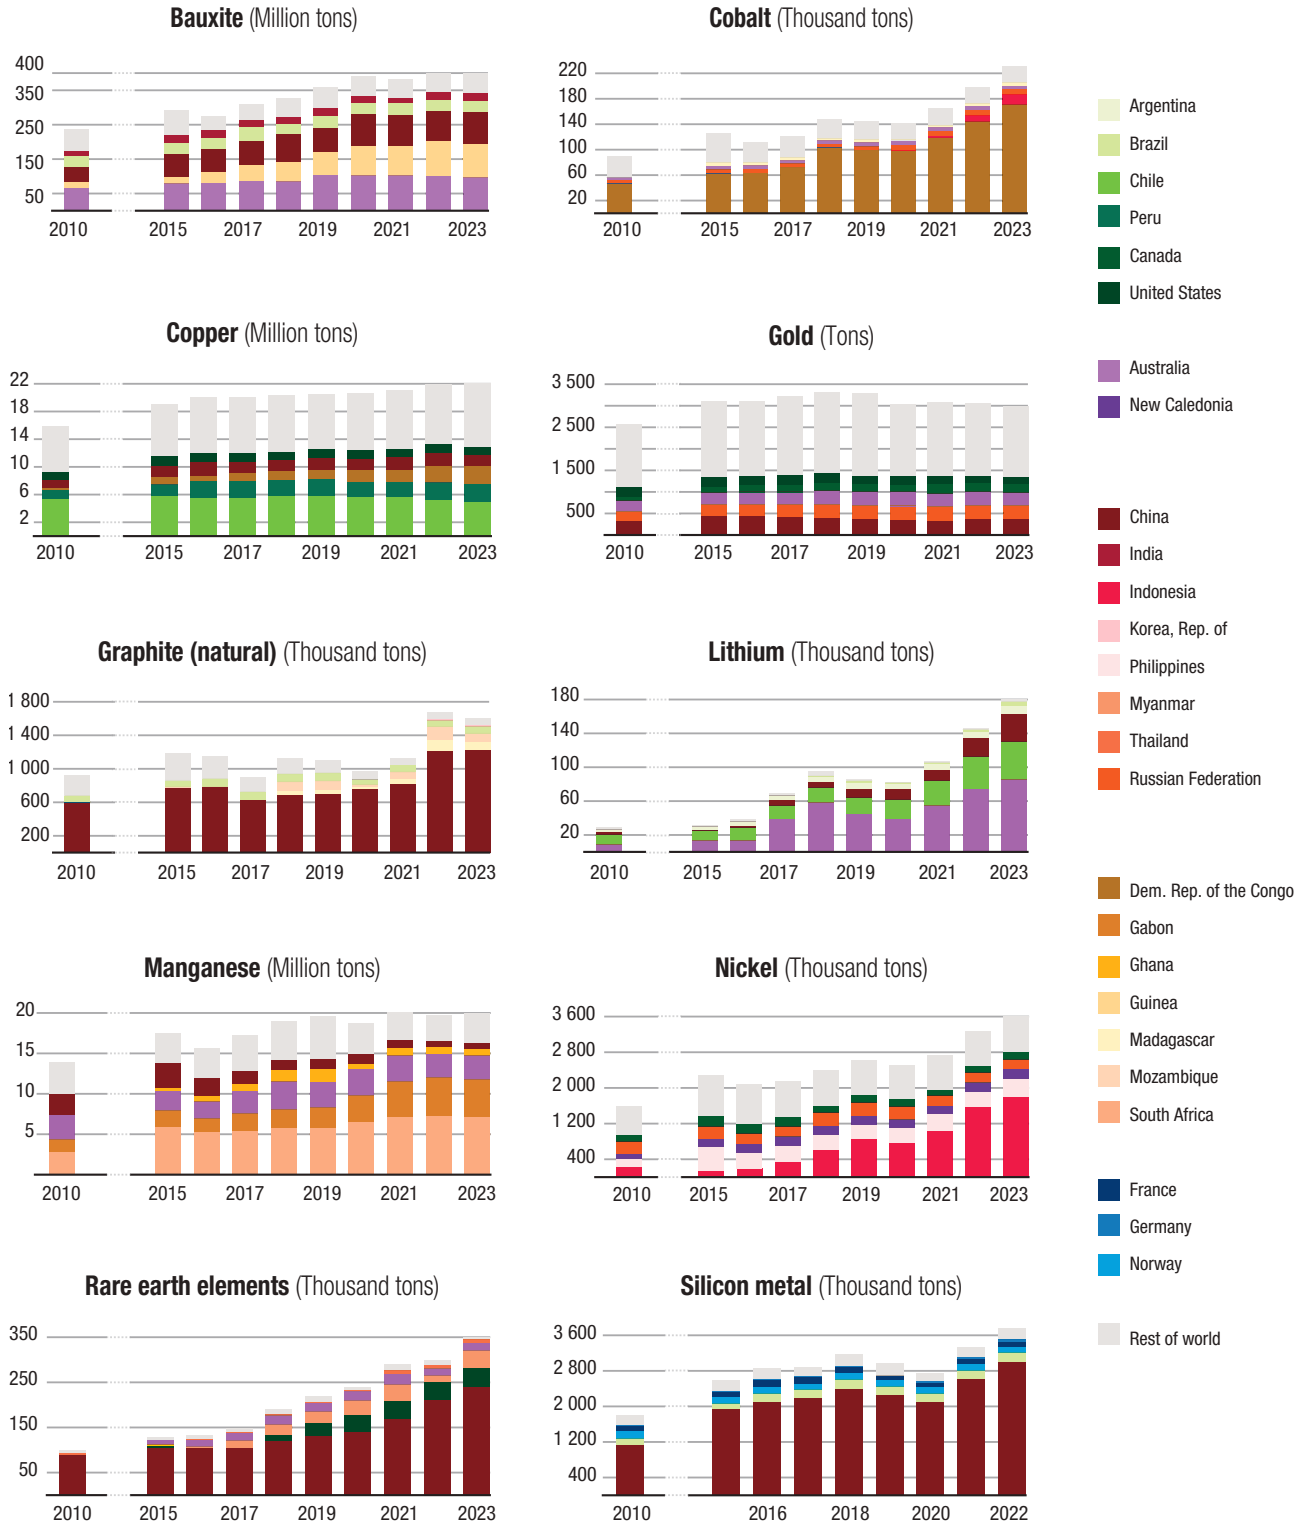 Bauxite (Million tons)
400
350
250
150
50
2010 2015 2017 2019 2021 2023
Cobalt (Thousand tons)
220
180
140
100
60
20
2010 2015 2017 2019 2021 2023
Copper (Million tons)
22
18
14
10
6
2
2010 2015 2017 2019 2021 2023
Gold (Tons)
3 500
2 500
1 500
500
2010 2015 2017 2019 2021 2023
Graphite (natural) (Thousand tons)
1 800
1 400
1 000
600
200
2010 2015 2017 2019 2021 2023
Lithium (Thousand tons)
180
140
100
60
20
2010 2015 2017 2019 2021 2023
Manganese (Million tons)
20
15
10
5
2010 2015 2017 2019 2021 2023
Nickel (Thousand tons)
3 600
2 800
2 000
1 200
400
2010 2015 2017 2019 2021 2023
Rare earth elements (Thousand tons)
350
250
150
50
2010 2015 2017 2019 2021 2023
Silicon metal (Thousand tons)
3 600
2 800
2 000
1 200
400
2010 2016 2018 2020 2022
Argentina
Brazil
Chile
Peru
Canada
United States
Australia
New Caledonia
China
India
Indonesia
Korea, Rep. of
Philippines
Myanmar
Thailand
Russian Federation
Dem. Rep. of the Congo
Gabon
Ghana
Guinea
Madagascar
Mozambique
South Africa
France
Germany
Norway
Rest of world